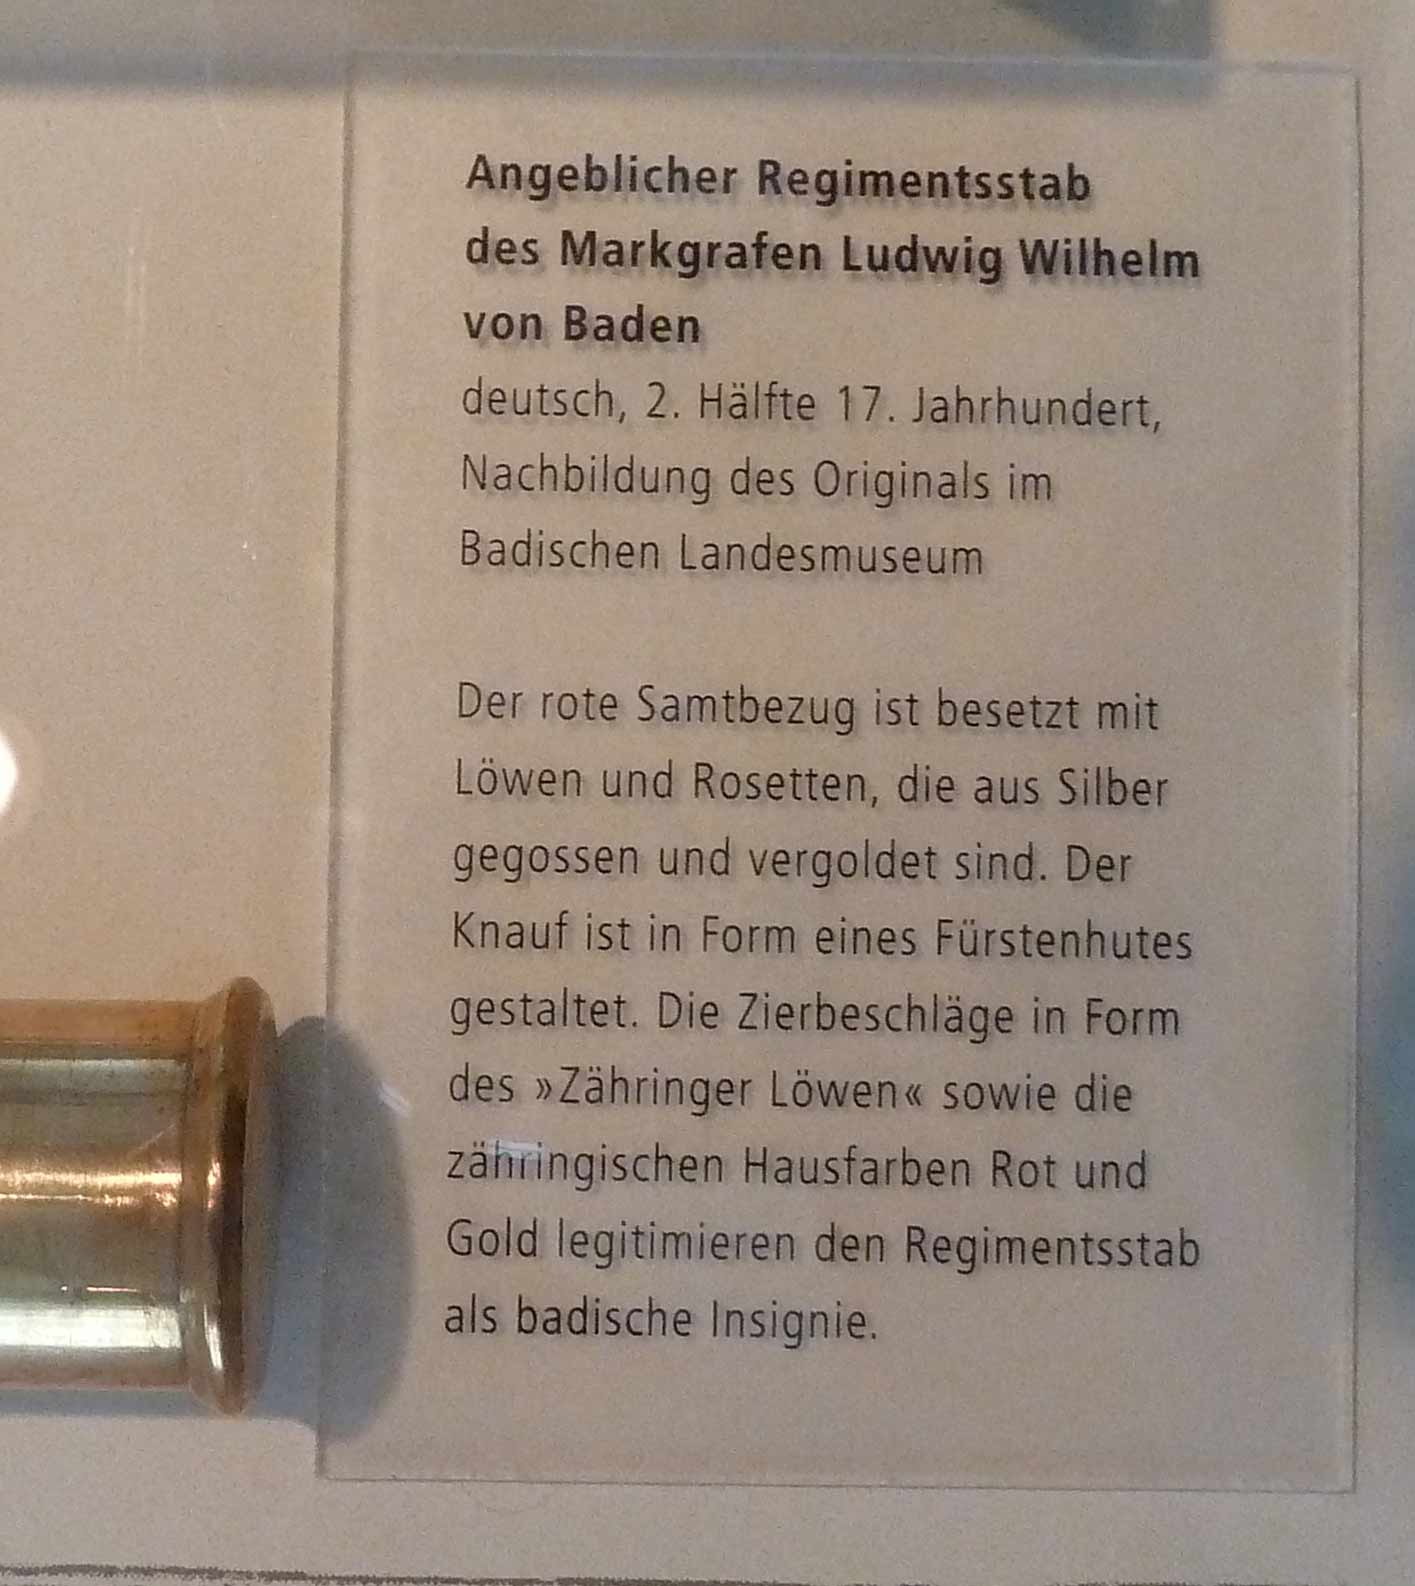 Angeblicher Regimentsstab
des Markgrafen Ludwig Wilhelm
von Baden
deutsch, 2. Hälfte 17. Jahrhundert,
Nachbildung des Originals im
Badischen Landesmuseum
Der rote Samtbezug ist besetzt mit
Löwen und Rosetten, die aus Silber
gegossen und vergoldet sind. Der
Knauf ist in Form eines Fürstenhutes
gestaltet. Die Zierbeschläge in Form
des »Zähringer Löwen« sowie die
zähringischen Hausfarben Rot und
Gold legitimieren den Regimentsstab
als badische Insignie.